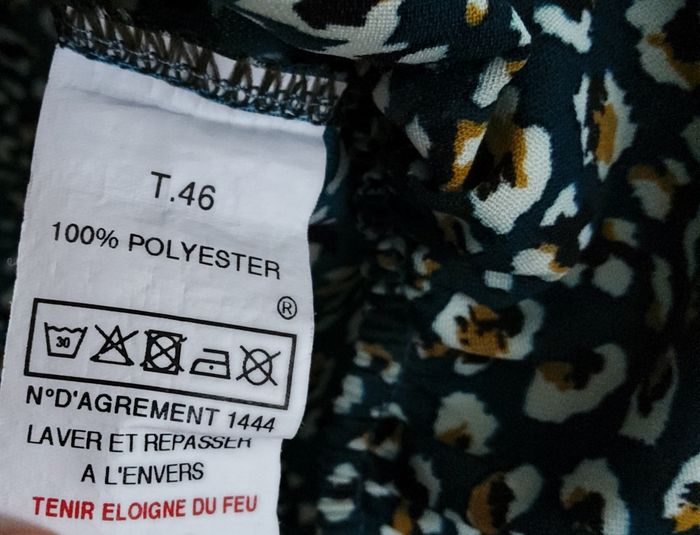 T.46
100% POLYESTER
®
30
N°D'AGREMENT 1444
LAVER ET REPASSER
A L'ENVERS
TENIR ELOIGNE DU FEU